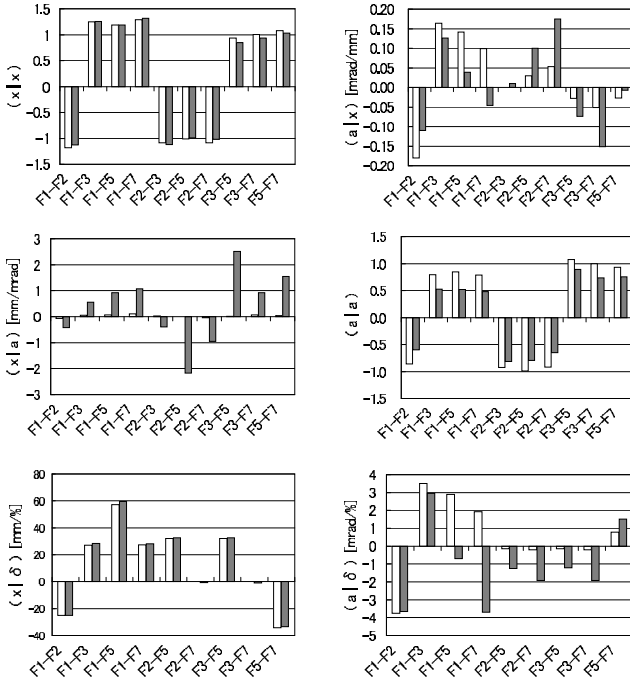 (x|x)
1.5
1
0.5
0
-0.5
-1
-1.5
F1-F2
F1-F3
F1-F5
F1-F7
F2-F3
F2-F5
F2-F7
F3-F5
F3-F7
F5-F7
(a|x) [mrad/mm]
0.20
0.15
0.10
0.05
0.00
-0.05
-0.10
-0.15
-0.20
F1-F2
F1-F3
F1-F5
F1-F7
F2-F3
F2-F5
F2-F7
F3-F5
F3-F7
F5-F7
(x|a) [mm/mrad]
3
2
1
0
-1
-2
-3
F1-F2
F1-F3
F1-F5
F1-F7
F2-F3
F2-F5
F2-F7
F3-F5
F3-F7
F5-F7
(a|a)
1.5
1.0
0.5
0.0
-0.5
-1.0
-1.5
F1-F2
F1-F3
F1-F5
F1-F7
F2-F3
F2-F5
F2-F7
F3-F5
F3-F7
F5-F7
(x|δ) [mm/%]
80
60
40
20
0
-20
-40
F1-F2
F1-F3
F1-F5
F1-F7
F2-F5
F2-F7
F3-F5
F3-F7
F5-F7
(a|δ) [mrad/%]
4
3
2
1
0
-1
-2
-3
-4
-5
F1-F2
F1-F3
F1-F5
F1-F7
F2-F5
F2-F7
F3-F5
F3-F7
F5-F7